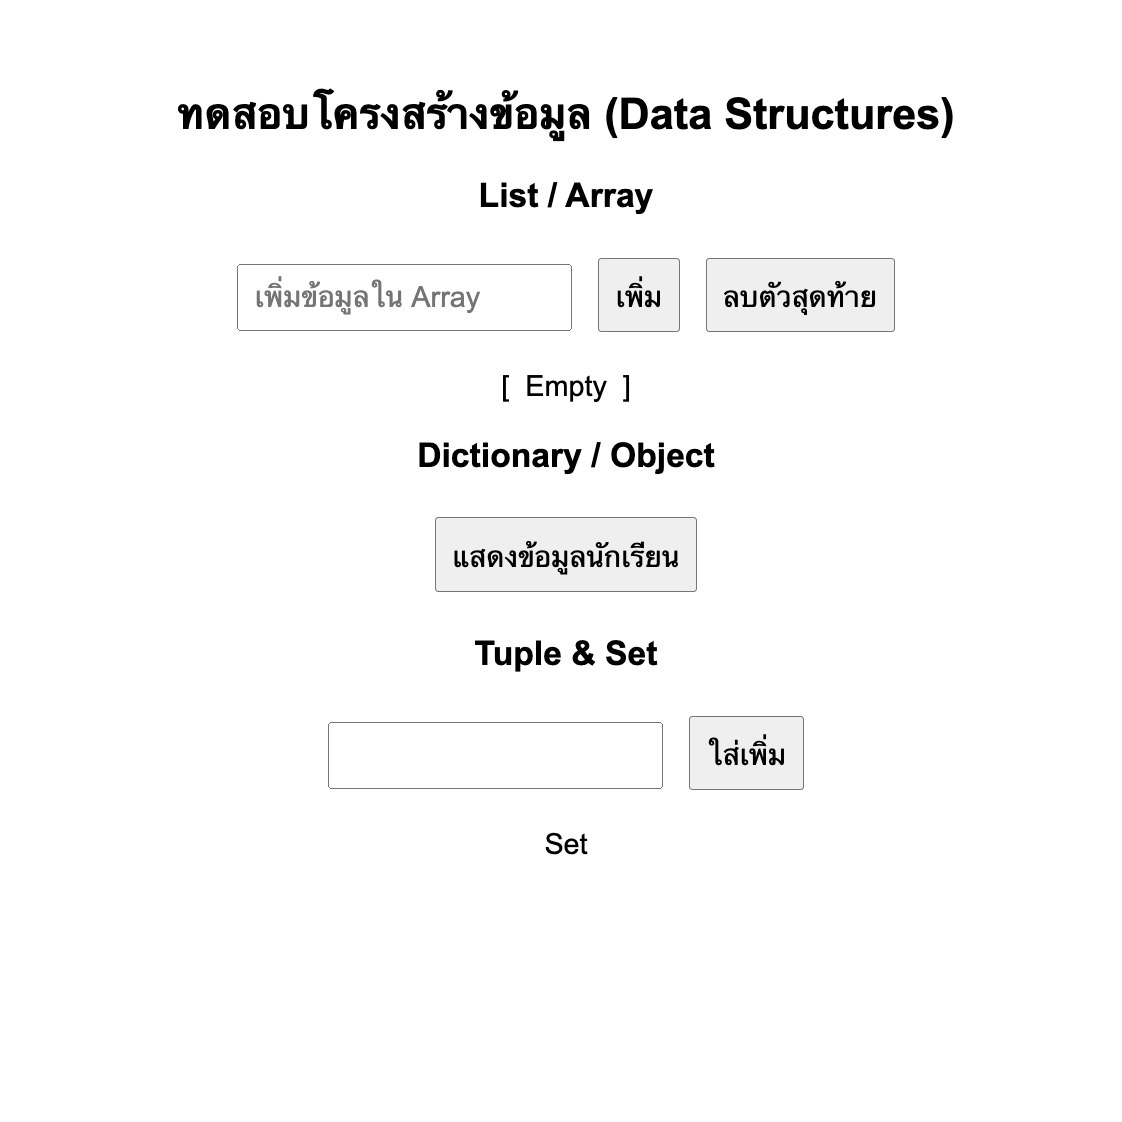 ทดสอบโครงสร้างข้อมูล (Data Structures)
List / Array
เพิ่มข้อมูลใน Array เพิ่ม ลบตัวสุดท้าย
[ Empty ]
Dictionary / Object
แสดงข้อมูลนักเรียน
Tuple & Set
ใส่เพิ่ม
Set